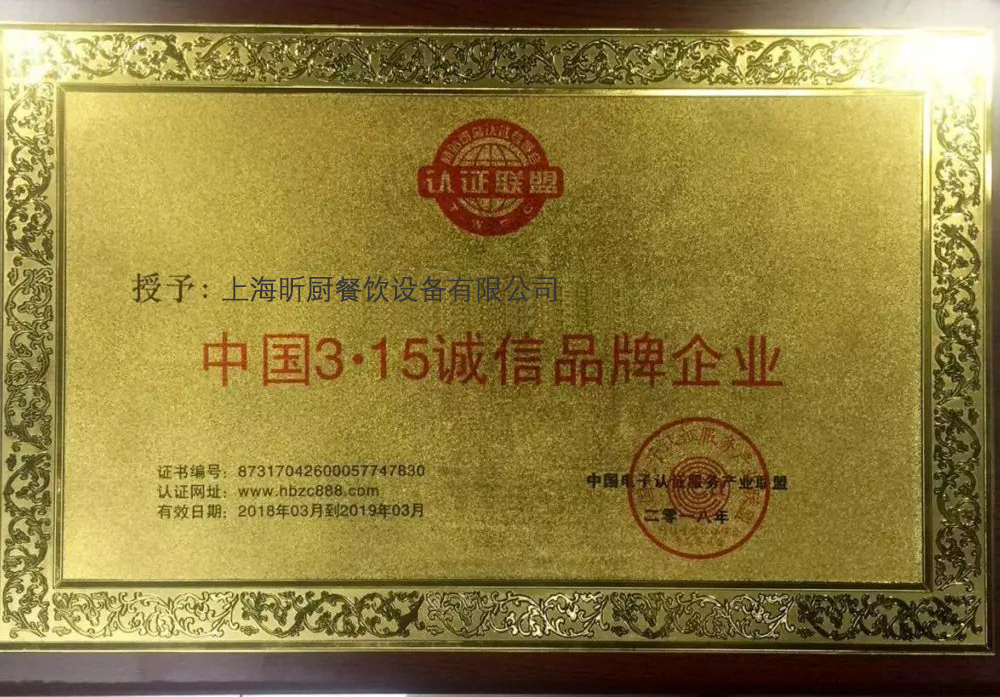 认证联盟
授予：上海昕厨餐饮设备有限公司
中国3·15诚信品牌企业
证书编号：87317042600057747830
认证网址：www.hbzc888.com
有效日期：2018年03月到2019年03月
中国电子认证服务产业联盟
二零一八年